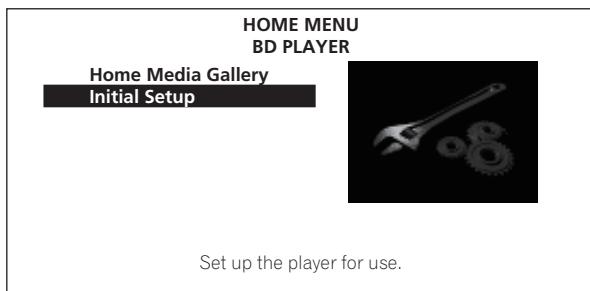 HOME MENU
BD PLAYER
Home Media Gallery
Initial Setup
Set up the player for use.